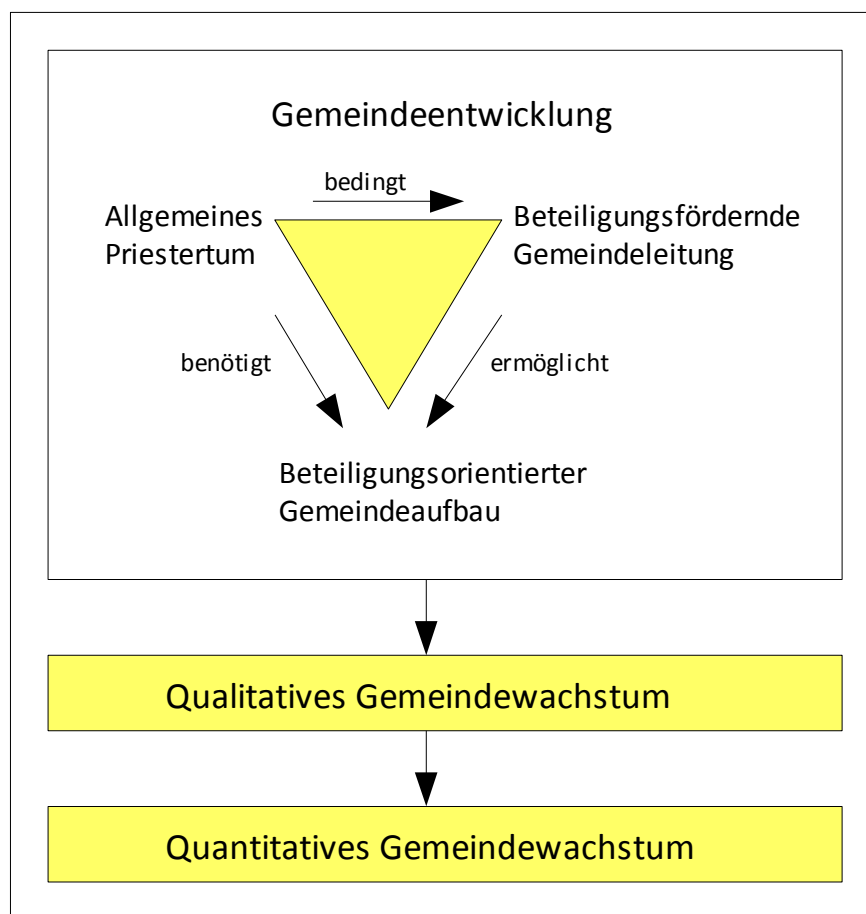 Gemeindeentwicklung
bedingt
Allgemeines
Priestertum
Beteiligungsfördernde
Gemeindeleitung
benötigt
ermöglicht
Beteiligungsorientierter
Gemeindeaufbau
Qualitatives Gemeindewachstum
Quantitatives Gemeindewachstum